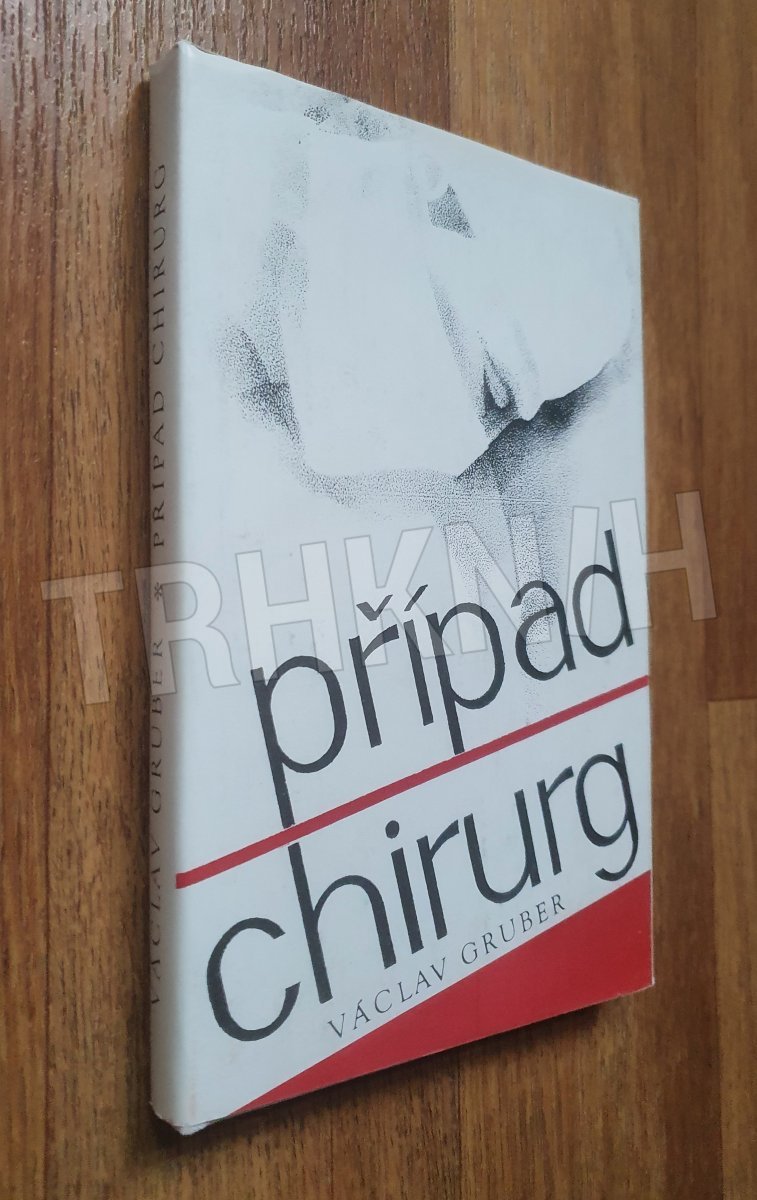 VÁCLAV GRUBER * PŘÍPAD CHIRURG
případ
chirurg
VÁCLAV GRUBER
TRHKNIH